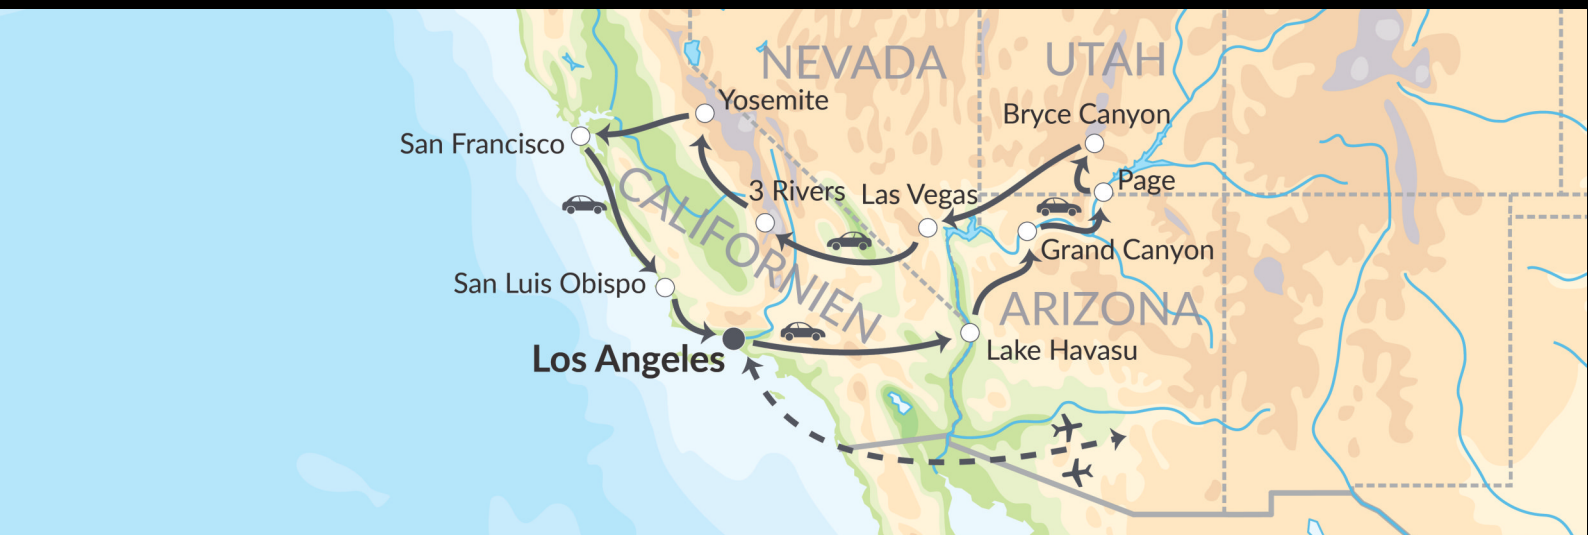 NEVADA
UTAH
Yosemite
Bryce Canyon
San Francisco
CALIFORNIEN
3 Rivers
Las Vegas
Page
Grand Canyon
San Luis Obispo
ARIZONA
Los Angeles
Lake Havasu